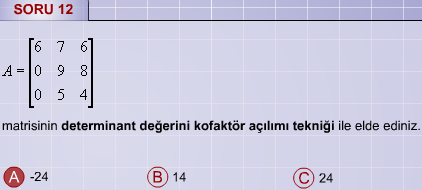 SORU 12
6 7 6
A = 0 9 8
0 5 4
matrisinin determinant değerini kofaktör açılımı tekniği ile elde ediniz.
A -24 B 14 C 24